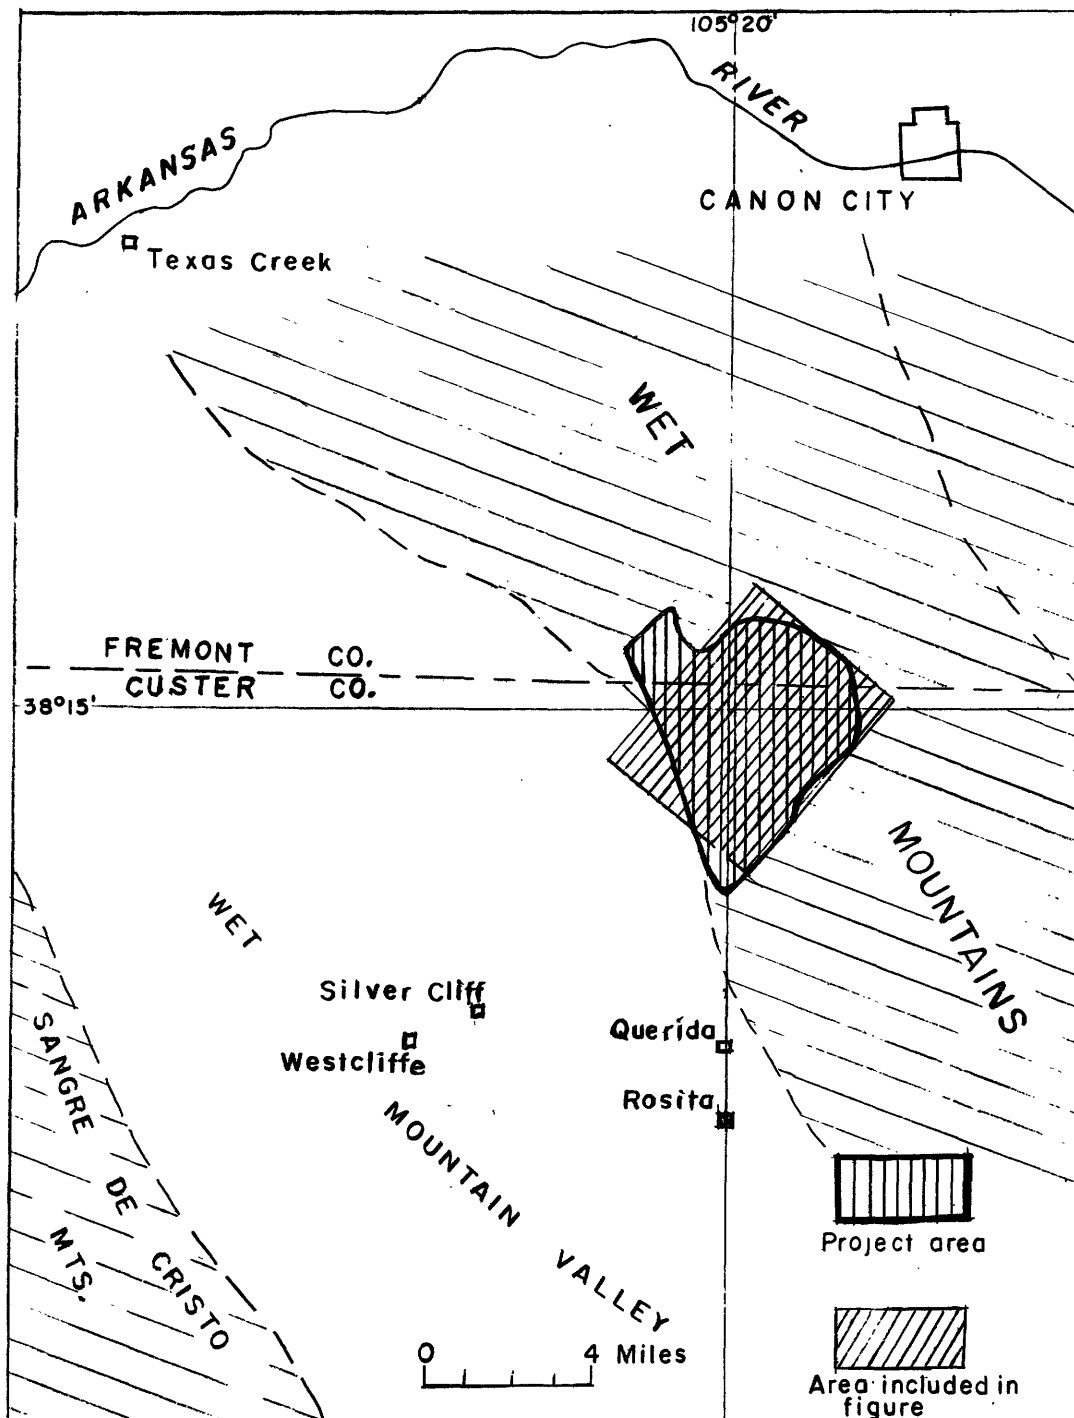 105°20'
ARKANSAS RIVER
CANON CITY
Texas Creek
WET MOUNTAINS
FREMONT CO.
CUSTER CO.
38°15'
WET MOUNTAIN VALLEY
Silver Cliff
Westcliffe
Querída
Rosita
SANGRE DE CRISTO MTS.
Project area
0 4 Miles
Area included in
figure